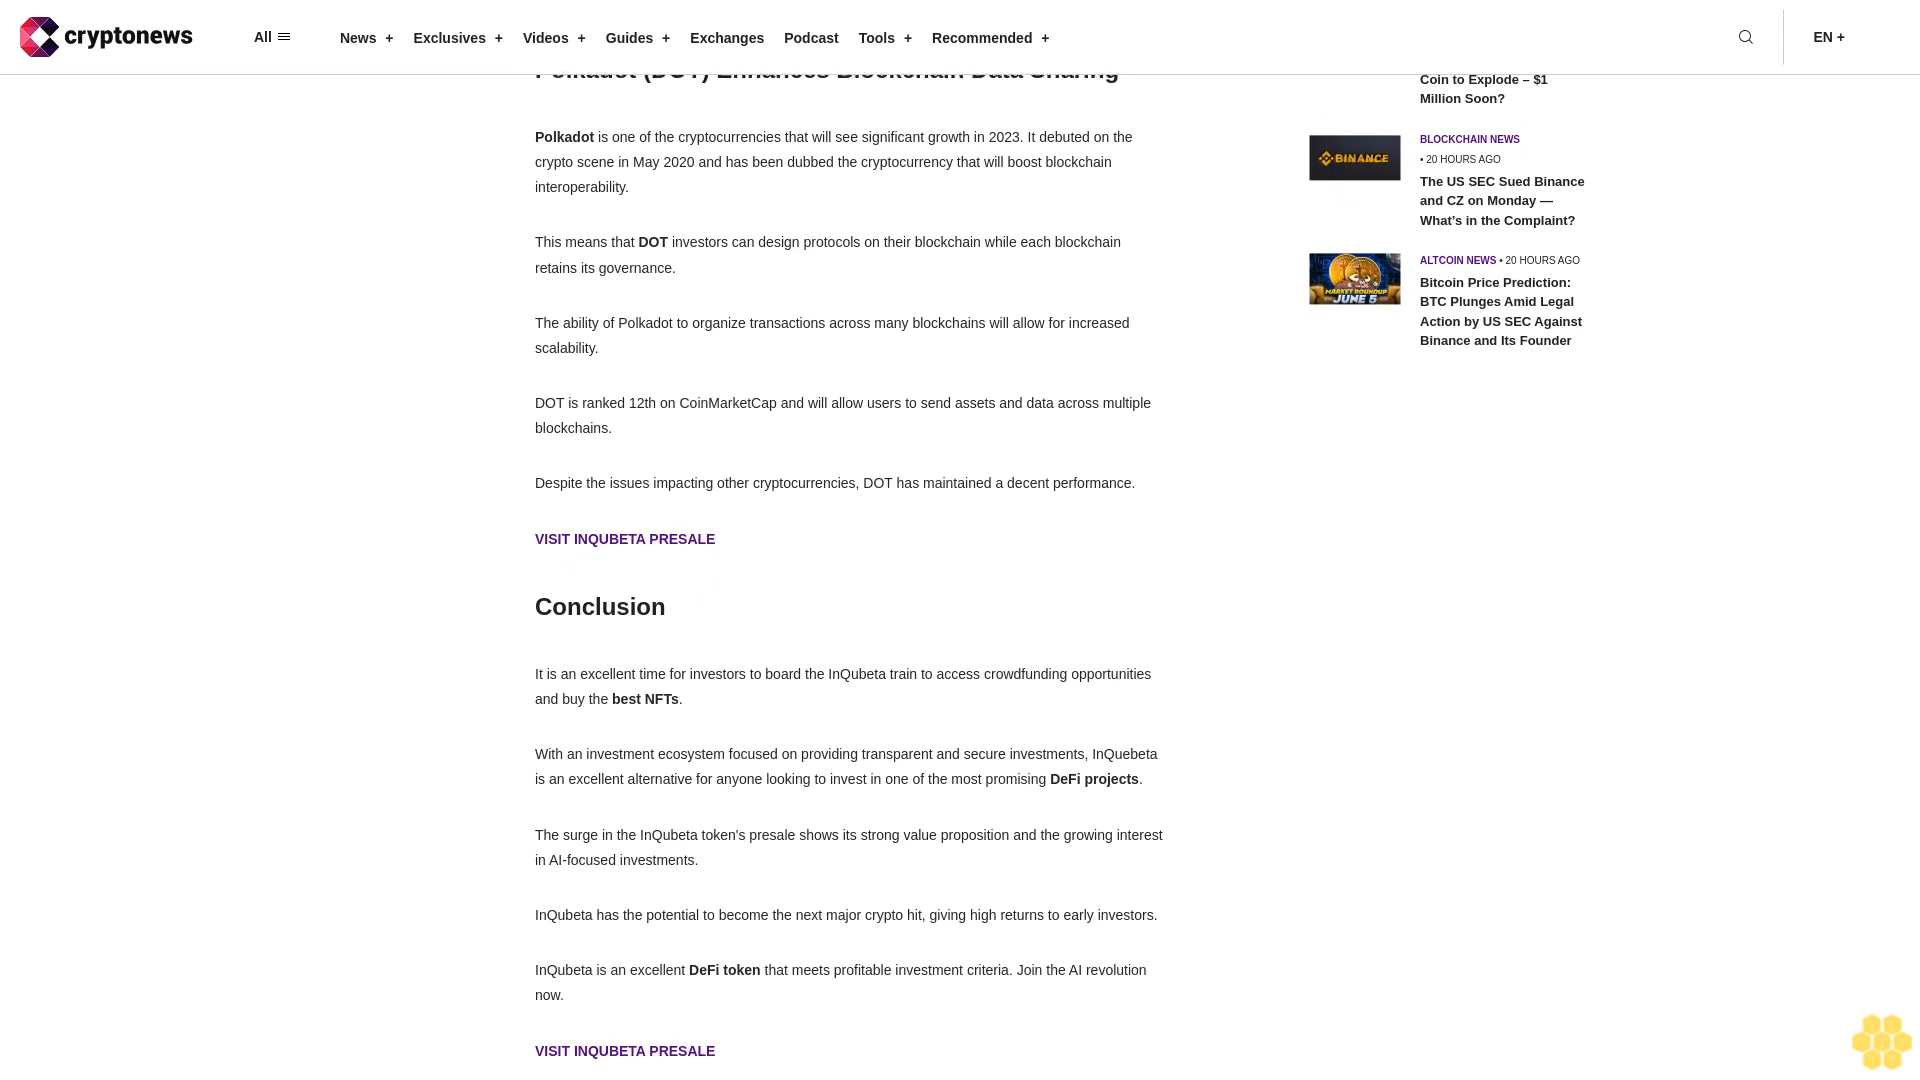 cryptonews
All
News +
Exclusives +
Videos +
Guides +
Exchanges
Podcast
Tools +
Recommended +
EN +
Polkadot (DOT) Enhances Blockchain Data Sharing
Polkadot is one of the cryptocurrencies that will see significant growth in 2023. It debuted on the
crypto scene in May 2020 and has been dubbed the cryptocurrency that will boost blockchain
interoperability.
This means that DOT investors can design protocols on their blockchain while each blockchain
retains its governance.
The ability of Polkadot to organize transactions across many blockchains will allow for increased
scalability.
DOT is ranked 12th on CoinMarketCap and will allow users to send assets and data across multiple
blockchains.
Despite the issues impacting other cryptocurrencies, DOT has maintained a decent performance.
VISIT INQUBETA PRESALE
Conclusion
It is an excellent time for investors to board the InQubeta train to access crowdfunding opportunities
and buy the best NFTs.
With an investment ecosystem focused on providing transparent and secure investments, InQuebeta
is an excellent alternative for anyone looking to invest in one of the most promising DeFi projects.
The surge in the InQubeta token's presale shows its strong value proposition and the growing interest
in AI-focused investments.
InQubeta has the potential to become the next major crypto hit, giving high returns to early investors.
InQubeta is an excellent DeFi token that meets profitable investment criteria. Join the AI revolution
now.
VISIT INQUBETA PRESALE
Coin to Explode – $1
Million Soon?
BINANCE
BLOCKCHAIN NEWS
• 20 HOURS AGO
The US SEC Sued Binance
and CZ on Monday —
What's in the Complaint?
MARKET ROUNDUP
JUNE 5
ALTCOIN NEWS • 20 HOURS AGO
Bitcoin Price Prediction:
BTC Plunges Amid Legal
Action by US SEC Against
Binance and Its Founder